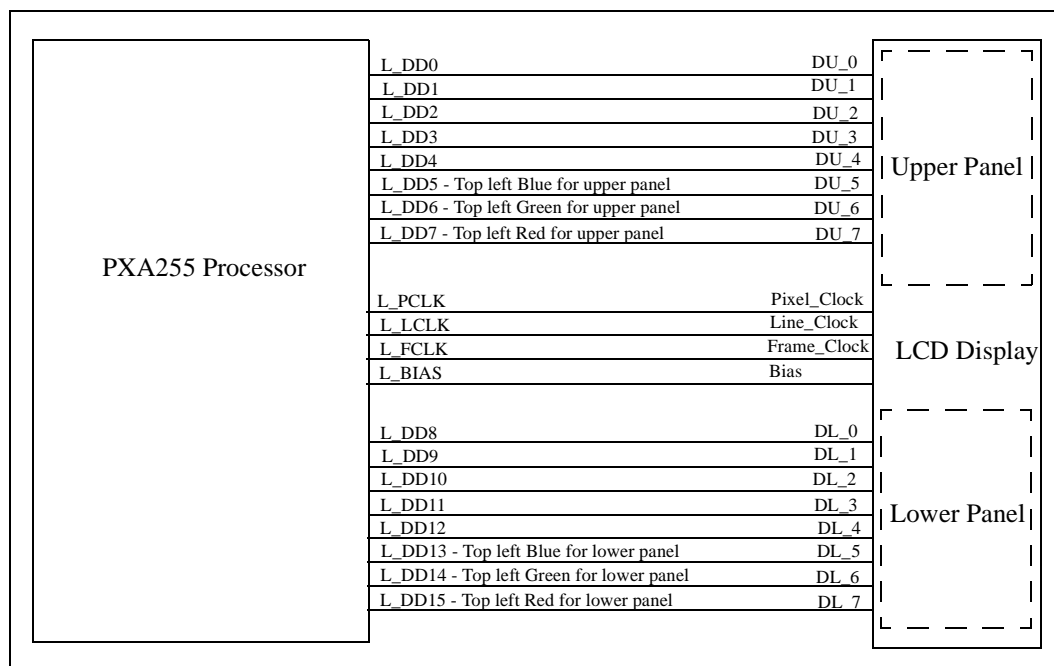 L_DD0 DU_0
L_DD1 DU_1
L_DD2 DU_2
L_DD3 DU_3
L_DD4 DU_4
L_DD5 - Top left Blue for upper panel DU_5
L_DD6 - Top left Green for upper panel DU_6
L_DD7 - Top left Red for upper panel DU_7
Upper Panel
PXA255 Processor
L_PCLK Pixel_Clock
L_LCLK Line_Clock
L_FCLK Frame_Clock
L_BIAS Bias
LCD Display
L_DD8 DL_0
L_DD9 DL_1
L_DD10 DL_2
L_DD11 DL_3
L_DD12 DL_4
L_DD13 - Top left Blue for lower panel DL_5
L_DD14 - Top left Green for lower panel DL_6
L_DD15 - Top left Red for lower panel DL_7
Lower Panel